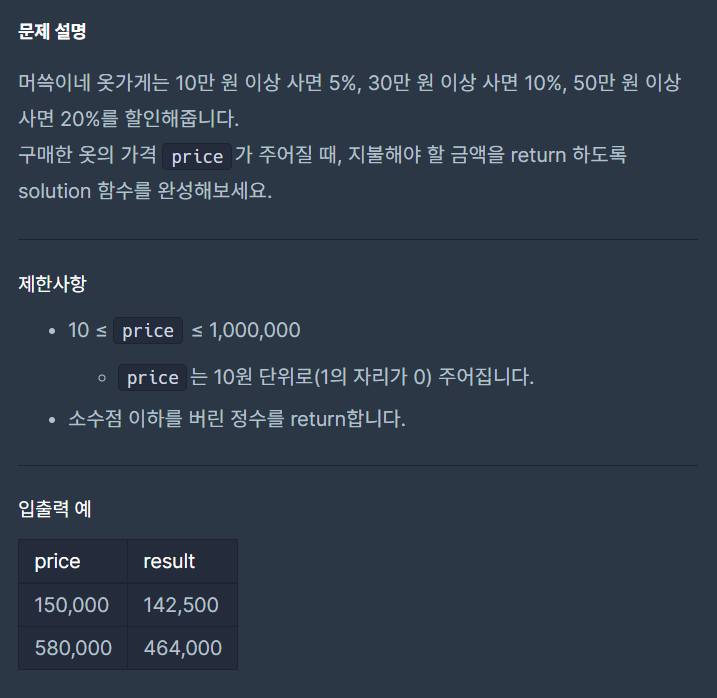 문제 설명
머쓱이네 옷가게는 10만 원 이상 사면 5%, 30만 원 이상 사면 10%, 50만 원 이상
사면 20%를 할인해줍니다.
구매한 옷의 가격 price 가 주어질 때, 지불해야 할 금액을 return 하도록
solution 함수를 완성해보세요.
제한사항
• 10 ≤ price ≤ 1,000,000
○ price 는 10원 단위로(1의 자리가 0) 주어집니다.
• 소수점 이하를 버린 정수를 return합니다.
입출력 예
price result
150,000 142,500
580,000 464,000